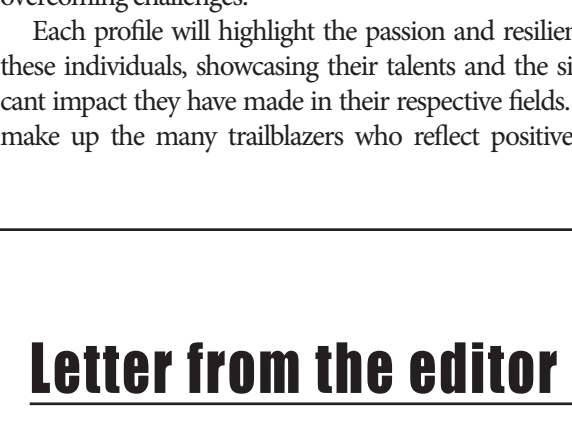 overcoming challenges.
Each profile will highlight the passion and resilien
these individuals, showcasing their talents and the si
cant impact they have made in their respective fields.
make up the many trailblazers who reflect positive
Letter from the editor